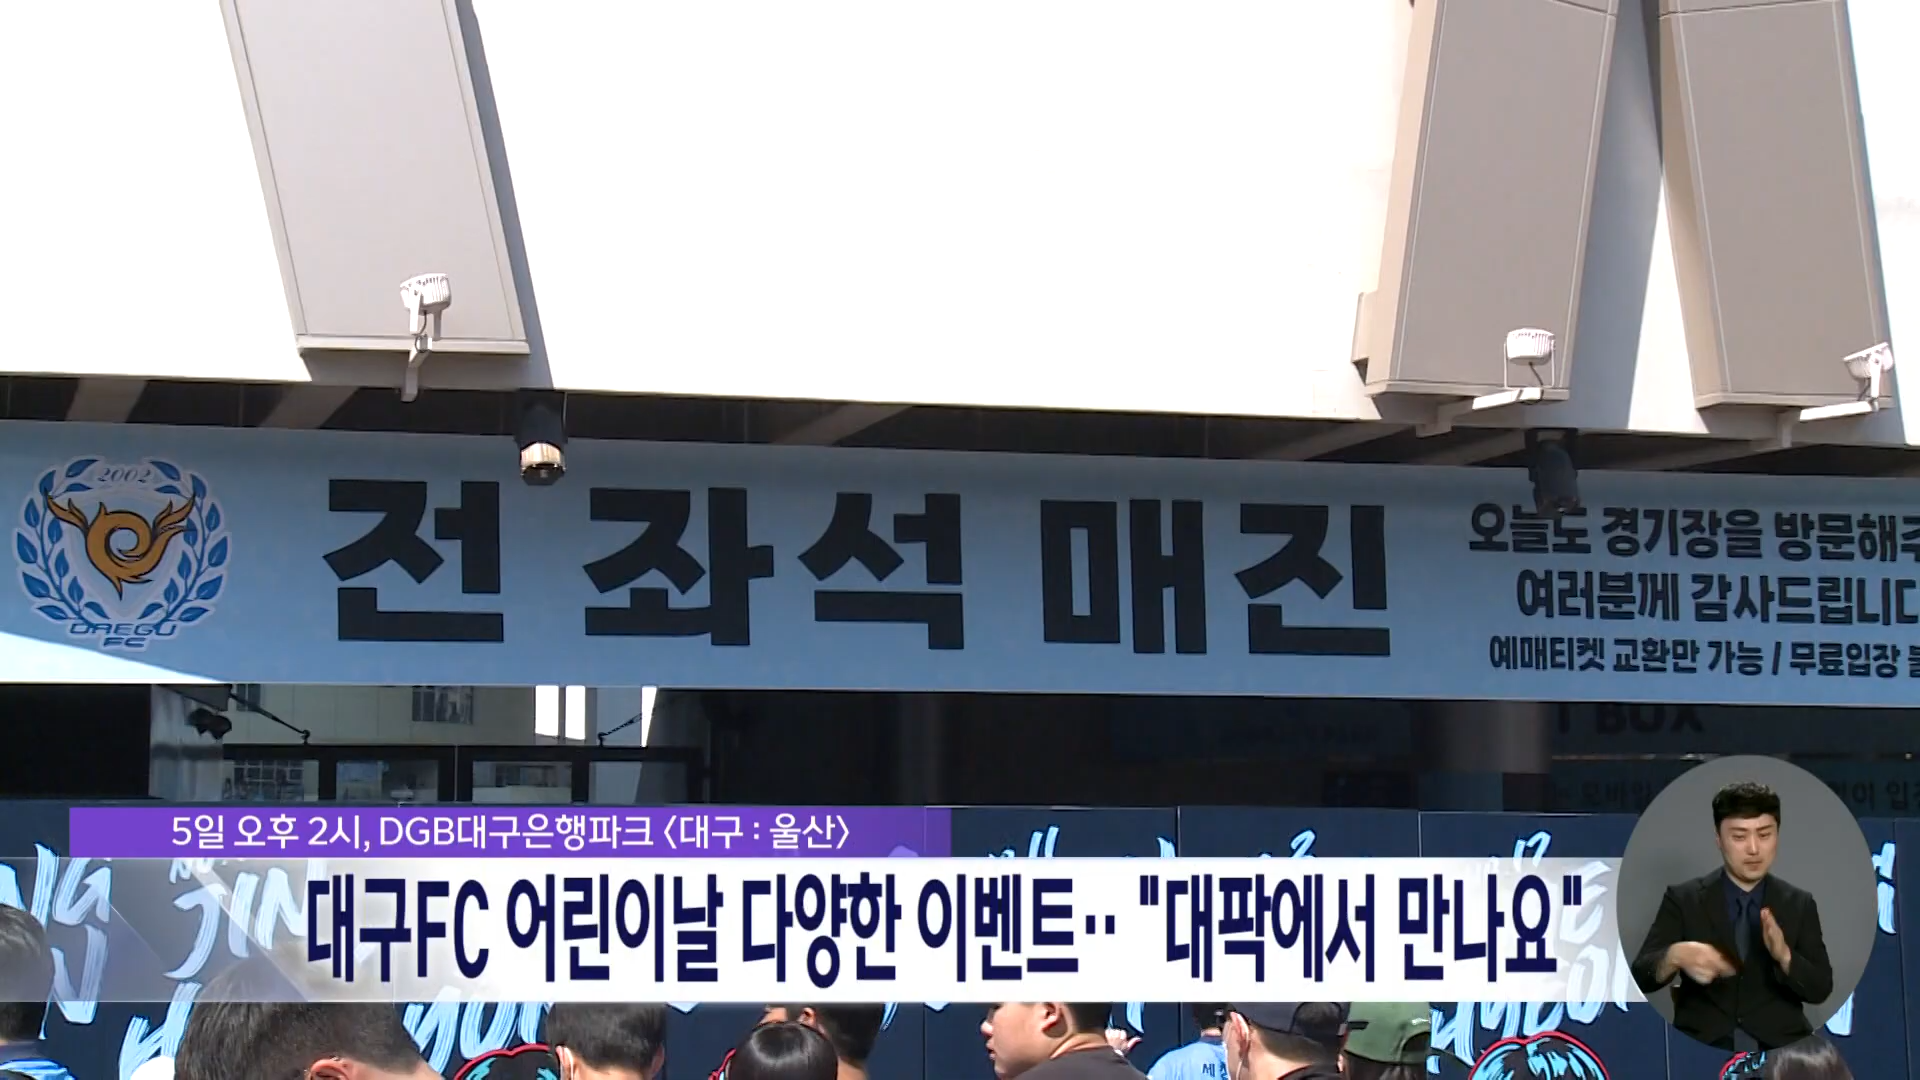 2002
DAEGU
FC
전 좌 석 매 진
오늘도 경기장을 방문해주
여러분께 감사드립니다
예매티켓 교환만 가능 / 무료입장
BOX
5일 오후 2시, DGB대구은행파크 <대구 : 울산>
대구FC 어린이날 다양한 이벤트‥ "대팍에서 만나요"